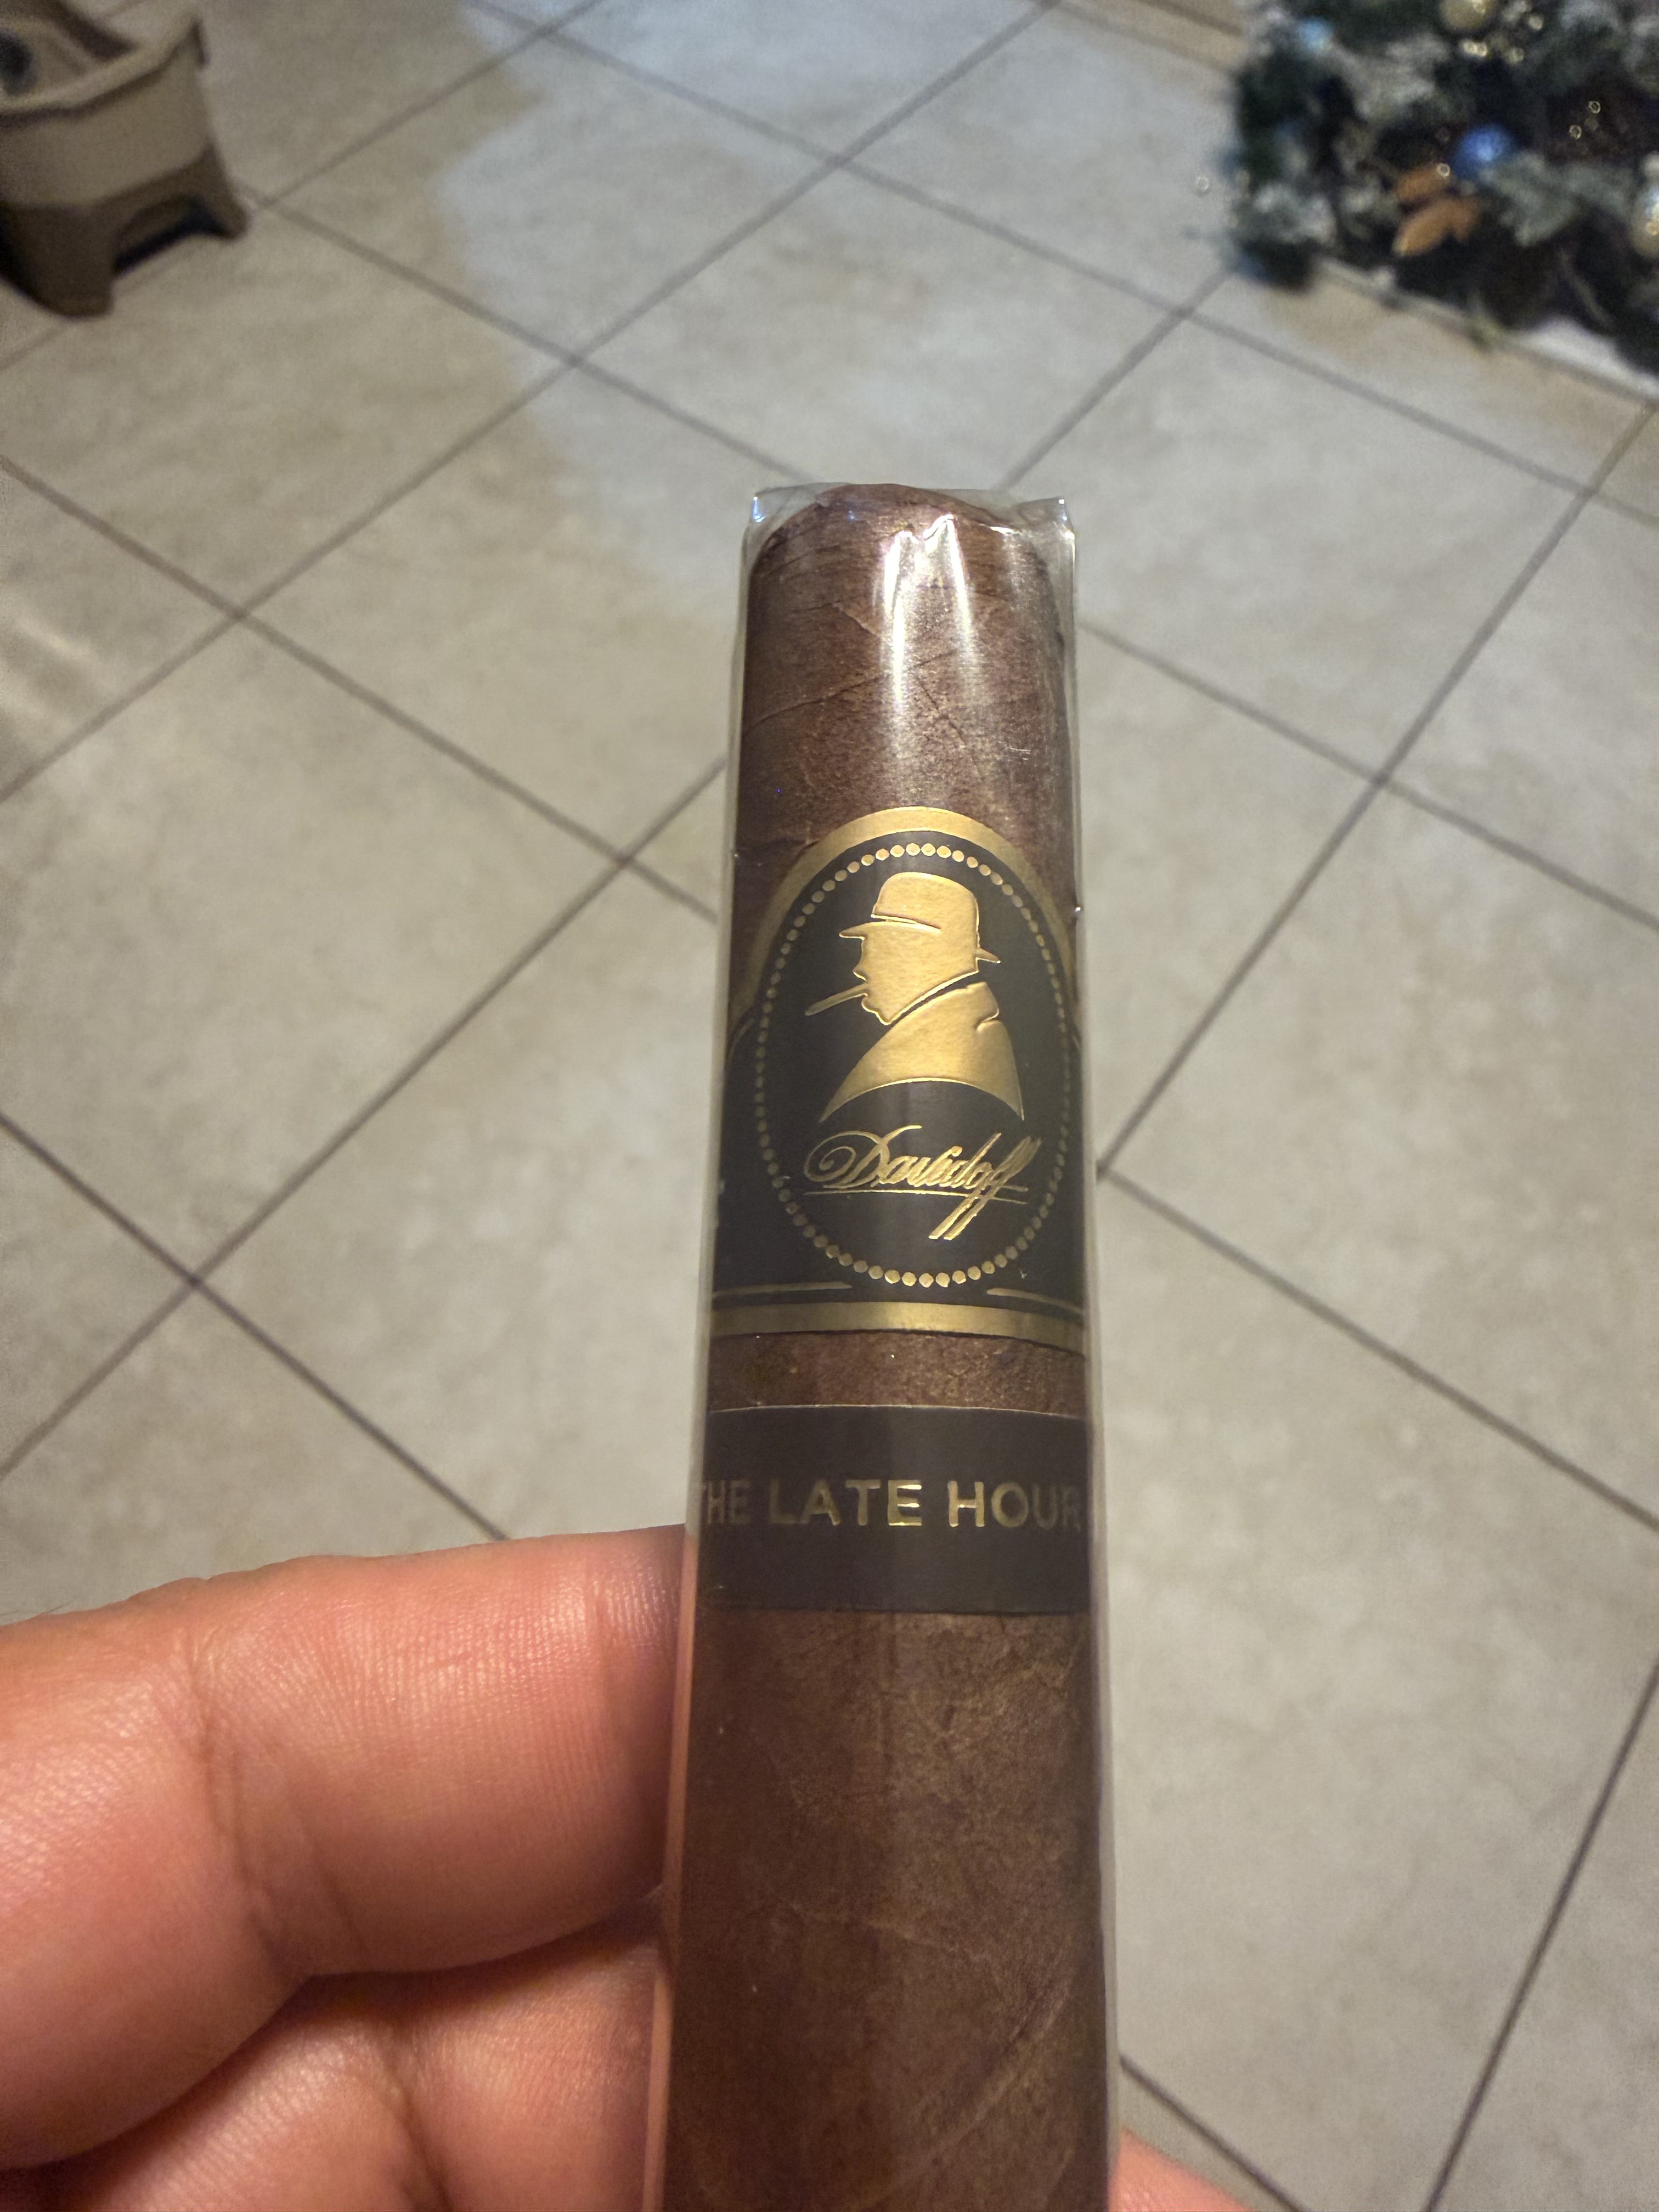 Davidoff
THE LATE HOUR